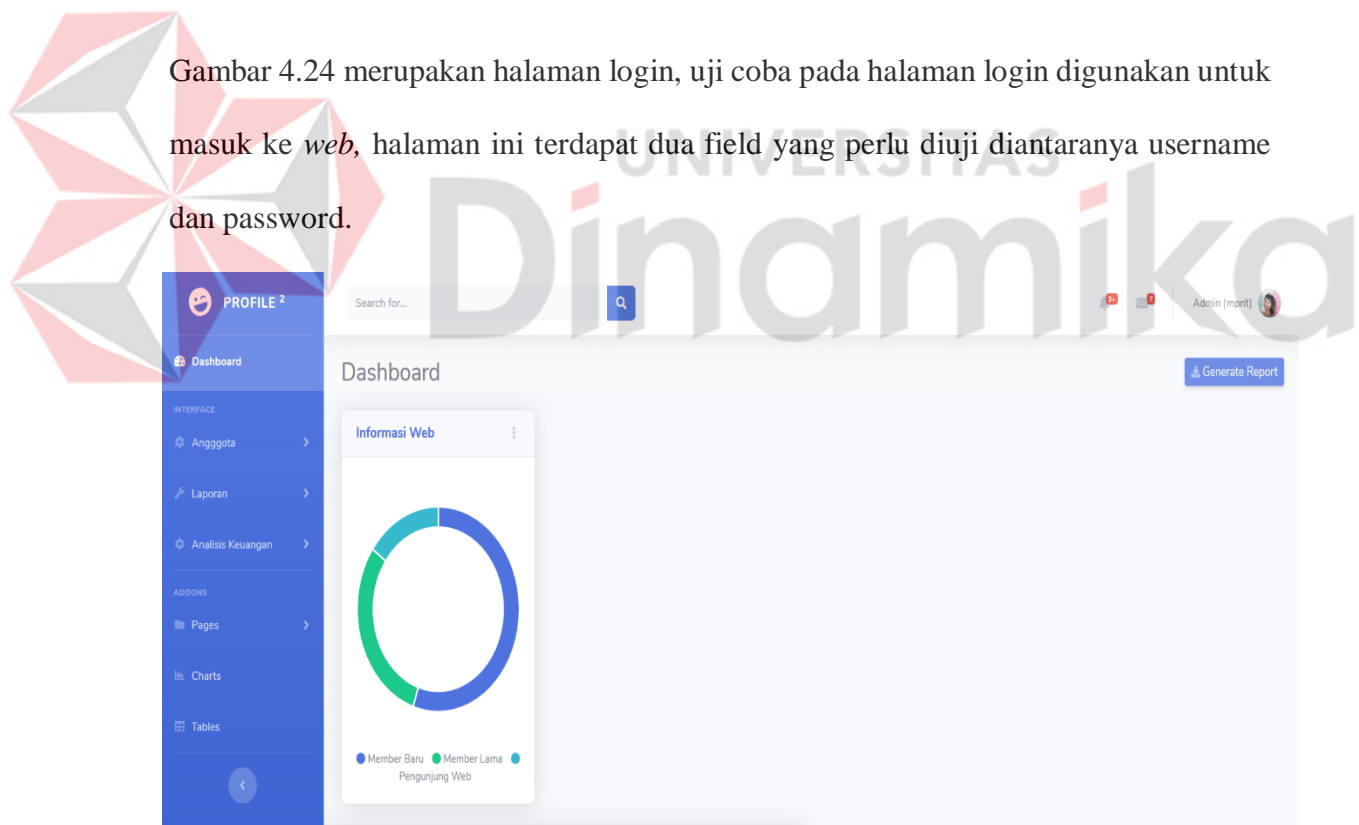 Gambar 4.24 merupakan halaman login, uji coba pada halaman login digunakan untuk
masuk ke web, halaman ini terdapat dua field yang perlu diuji diantaranya username
dan password.
UNIVERSITAS
Dinamika
PROFILE 2
Search for...
3+
7
Admin (mprit)
Dashboard
Dashboard
Generate Report
INTERFACE
Angggota
Laporan
Analisis Keuangan
ADDONS
Pages
Charts
Tables
Informasi Web
Member Baru Member Lama
Pengunjung Web